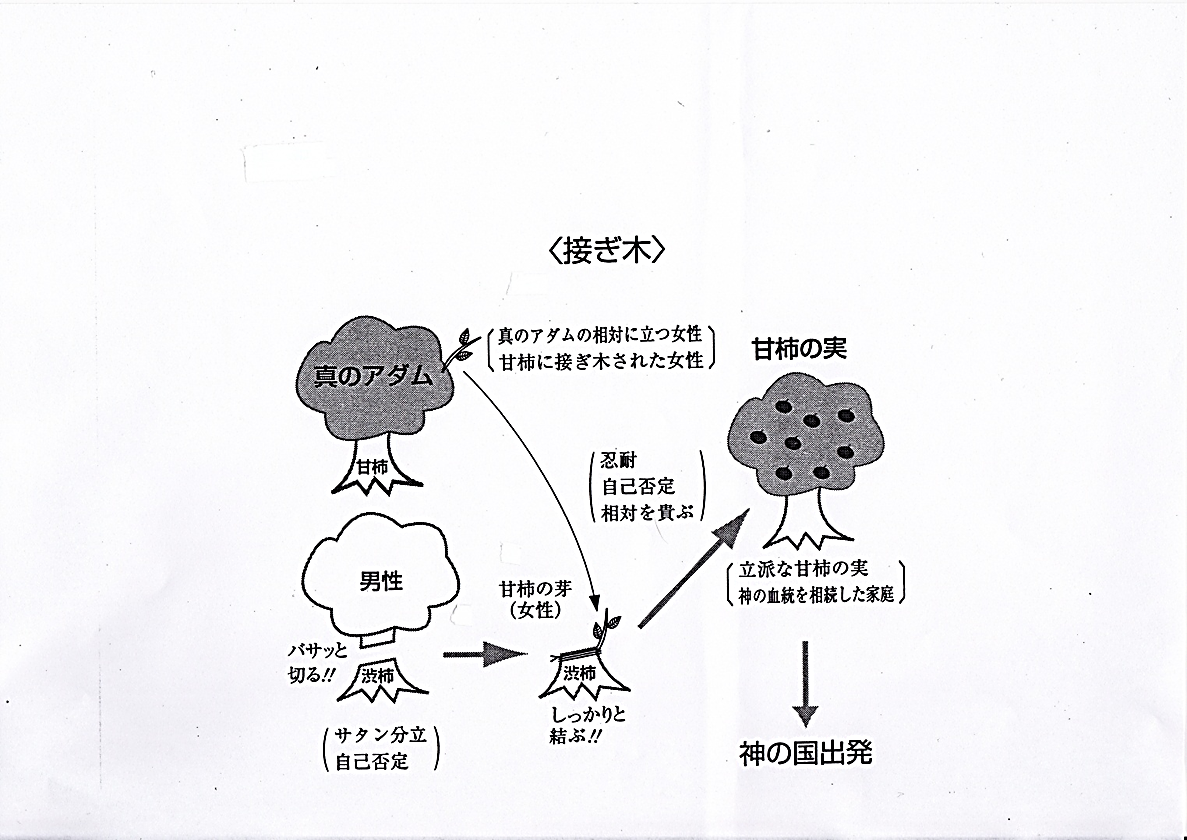 〈接ぎ木〉
真のアダム
甘柿
真のアダムの相対に立つ女性
甘柿に接ぎ木された女性
男性
バサッと
切る!!
渋柿
サタン分立
自己否定
甘柿の芽
(女性)
渋柿
しっかりと
結ぶ!!
忍耐
自己否定
相対を貴ぶ
甘柿の実
立派な甘柿の実
神の血統を相続した家庭
神の国出発